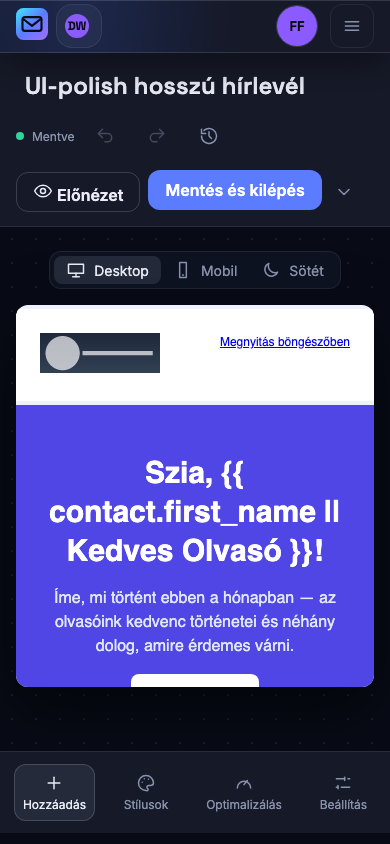 DW
FF
UI-polish hosszú hírlevél
Mentve
Előnézet
Mentés és kilépés
Desktop
Mobil
Sötét
Megnyitás böngészőben
Szia, {{
contact.first_name ||
Kedves Olvasó }}!
Íme, mi történt ebben a hónapban — az
olvasóink kedvenc történetei és néhány
dolog, amire érdemes várni.
Hozzáadás
Stílusok
Optimalizálás
Beállítás